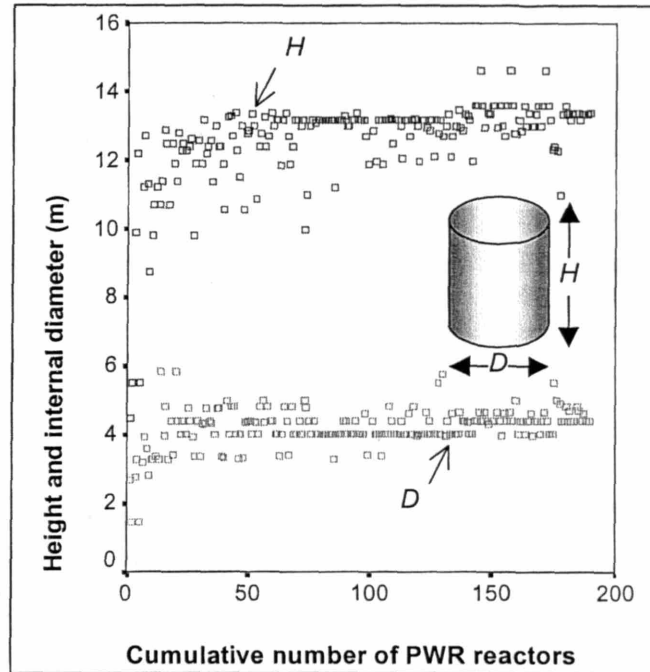 Height and internal diameter (m)
16
14
12
10
8
6
4
2
0
H
H
D
D
0
50
100
150
200
Cumulative number of PWR reactors